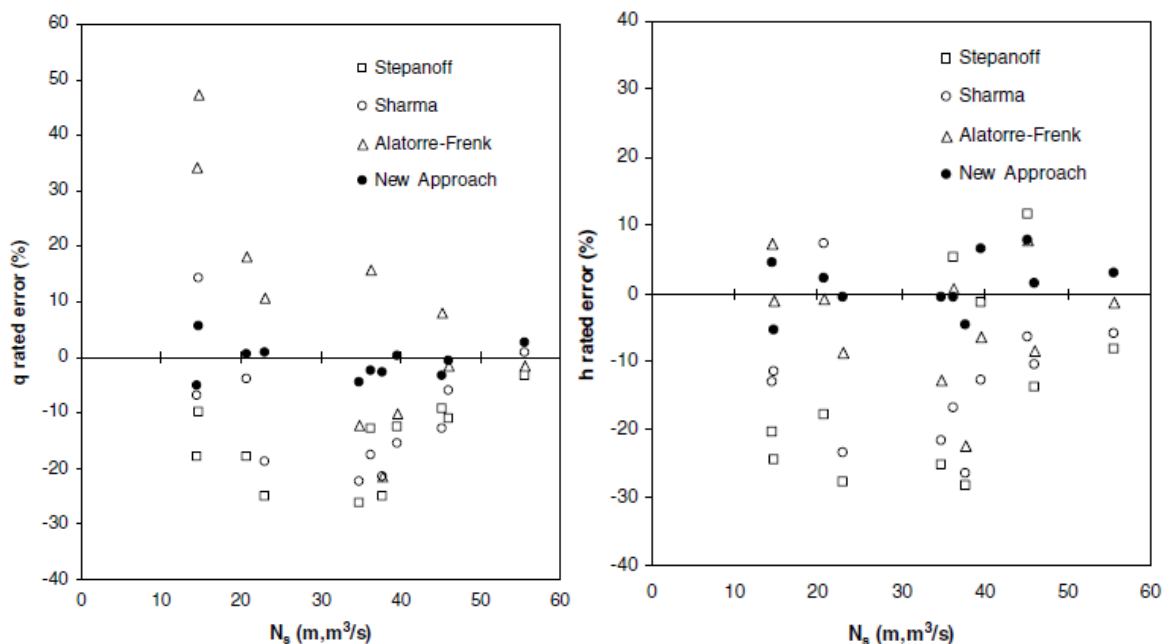 60
50
40
30
20
10
0
-10
-20
-30
-40
0 10 20 30 40 50 60
q rated error (%)
N_s (m,m³/s)
Stepanoff
Sharma
Alatorre-Frenk
New Approach
40
30
20
10
0
-10
-20
-30
-40
0 10 20 30 40 50 60
h rated error (%)
N_s (m,m³/s)
Stepanoff
Sharma
Alatorre-Frenk
New Approach